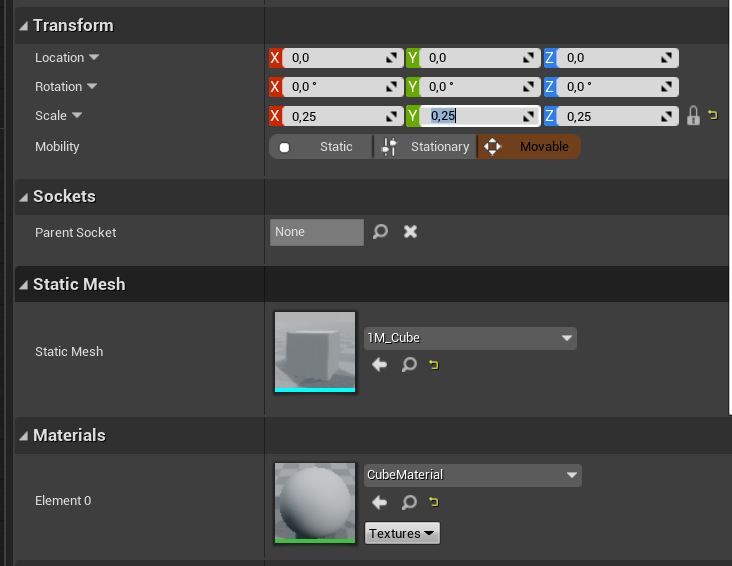 Transform
Location X 0,0 Y 0,0 Z 0,0
Rotation X 0,0 ° Y 0,0 ° Z 0,0 °
Scale X 0,25 Y 0,25 Z 0,25
Mobility Static Stationary Movable
Sockets
Parent Socket None
Static Mesh
1M_Cube
Static Mesh
Materials
CubeMaterial
Element 0
Textures